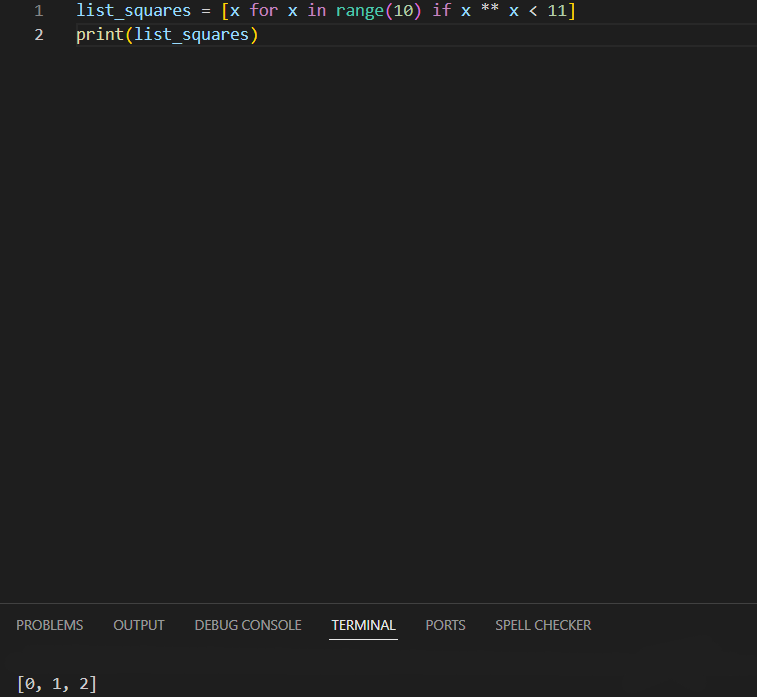 1 list_squares = [x for x in range(10) if x ** x < 11]
2 print(list_squares)
PROBLEMS OUTPUT DEBUG CONSOLE TERMINAL PORTS SPELL CHECKER
[0, 1, 2]